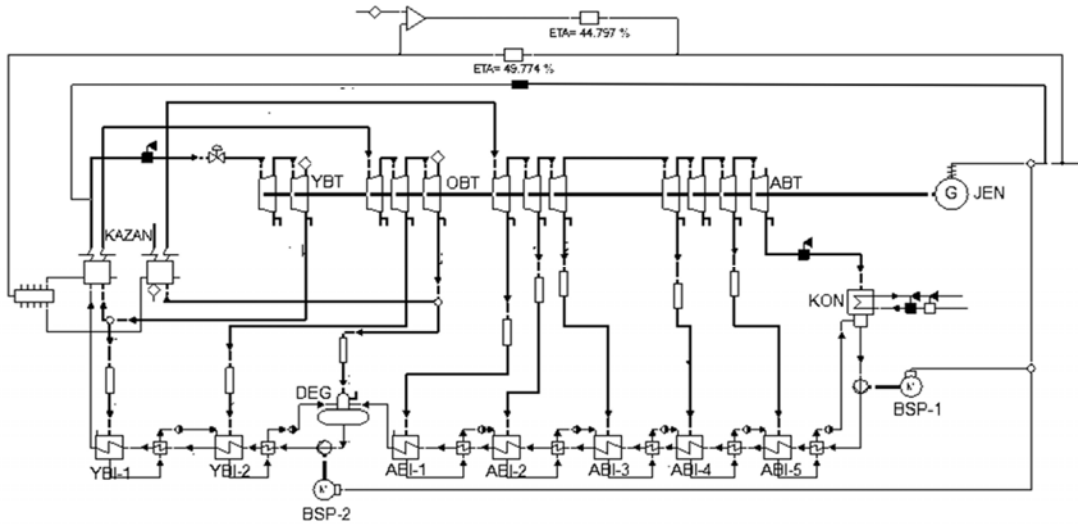 ETA= 44.797 %
ETA= 49.774 %
YBT
OBT
ABT
G
JEN
KAZAN
KON
DEG
BSP-1
YBI-1
YBI-2
ABI-1
ABI-2
ABI-3
ABI-4
ABI-5
BSP-2